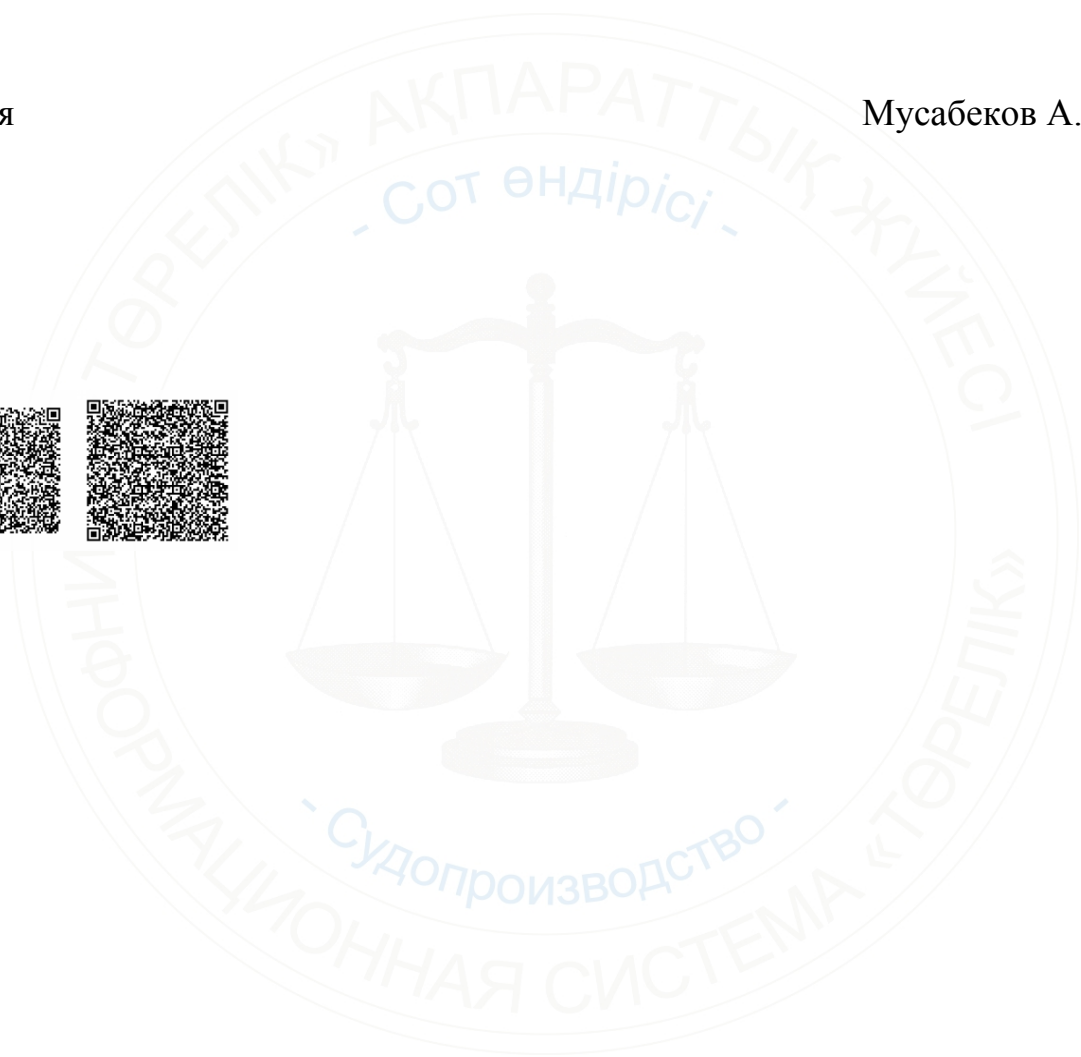 я Мусабеков А.
«ТӨРЕЛІК» АҚПАРАТТЫҚ ЖҮЙЕСІ
- Сот өндірісі -
- Судопроизводство -
ИНФОРМАЦИОННАЯ СИСТЕМА «ТӨРЕЛІК»